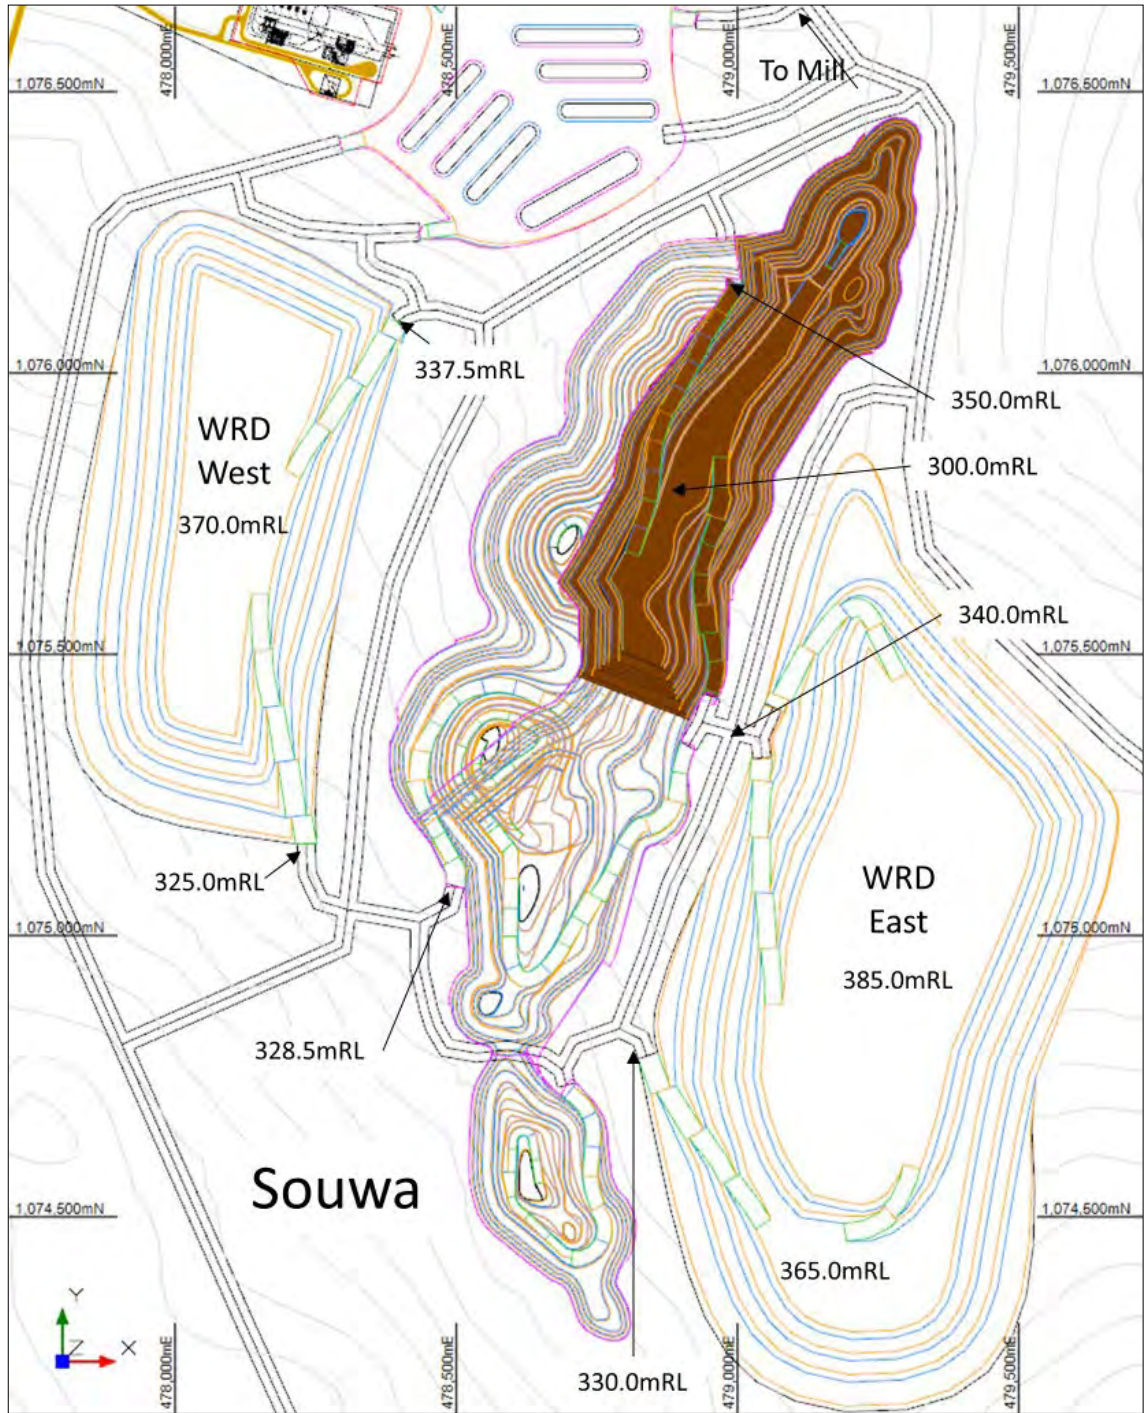 478,000mE
478,500mE
479,000mE
479,500mE
To Mill
1,076,500mN
1,076,500mN
1,076,000mN
1,076,000mN
337.5mRL
350.0mRL
WRD
West
300.0mRL
370.0mRL
340.0mRL
1,075,500mN
1,075,500mN
325.0mRL
WRD
East
1,075,000mN
1,075,000mN
385.0mRL
328.5mRL
Souwa
1,074,500mN
1,074,500mN
365.0mRL
Y
Z
X
330.0mRL
478,000mE
478,500mE
479,000mE
479,500mE